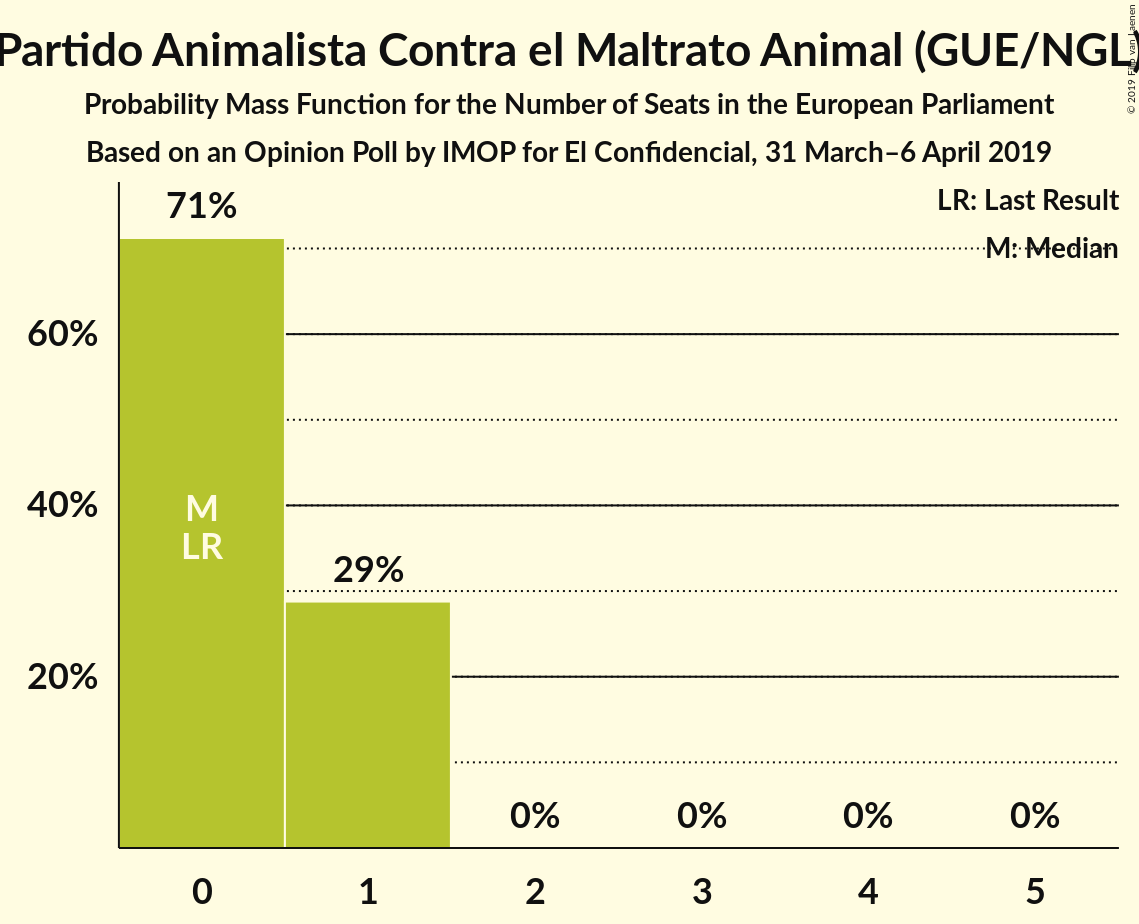 Partido Animalista Contra el Maltrato Animal (GUE/NGL)
Probability Mass Function for the Number of Seats in the European Parliament
Based on an Opinion Poll by IMOP for El Confidencial, 31 March–6 April 2019
© 2019 Filip van Laenen
LR: Last Result
M: Median
71%
60%
40%
20%
M
LR
29%
0% 0% 0% 0%
0 1 2 3 4 5